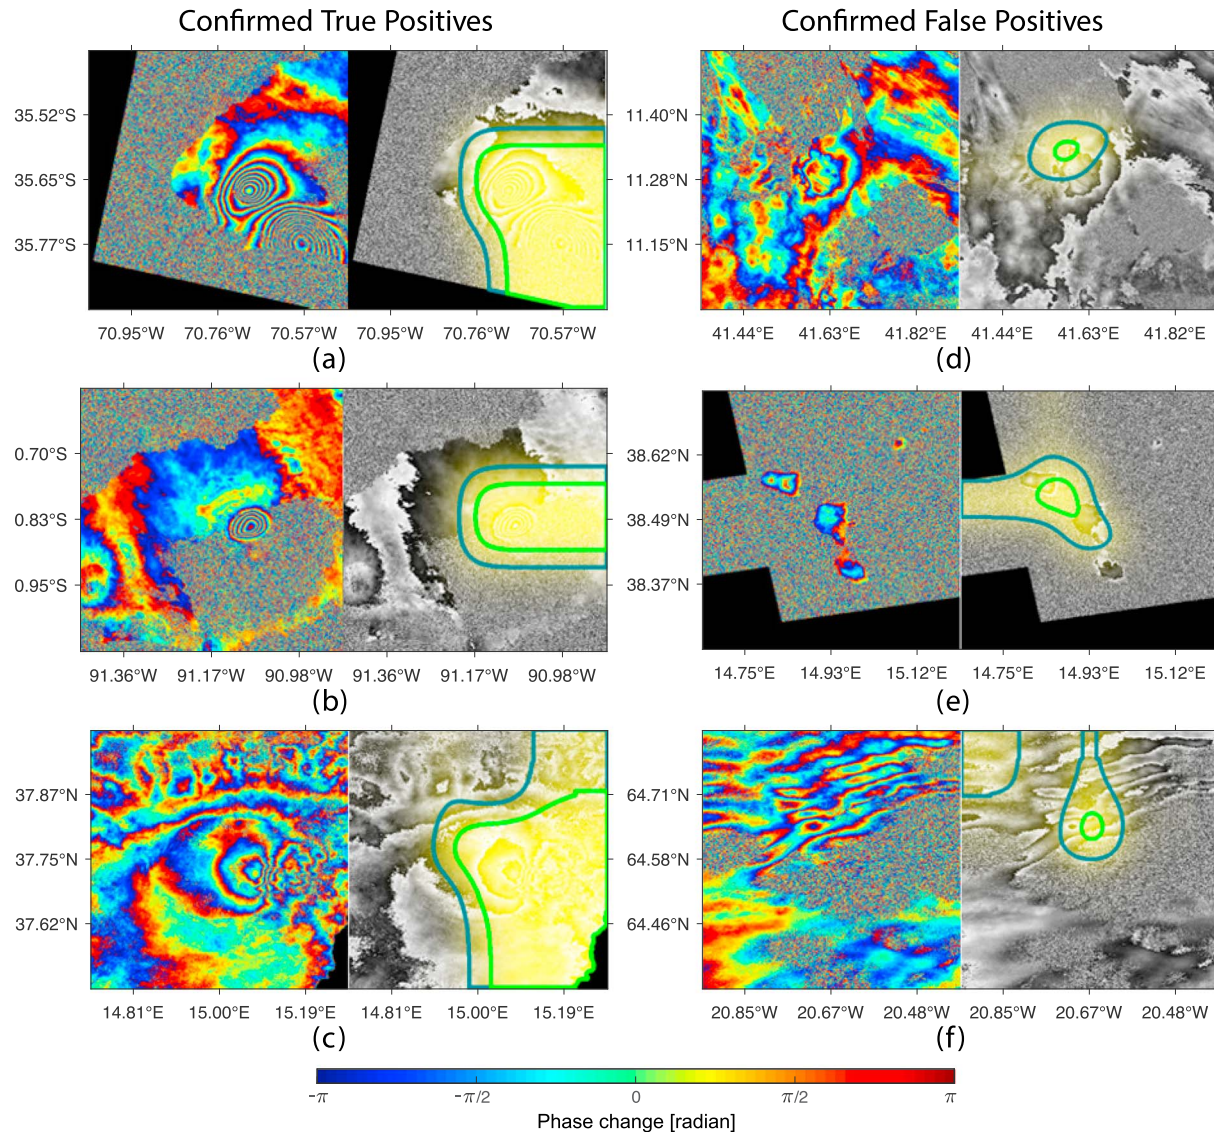 Confirmed True Positives
Confirmed False Positives
35.52°S
35.65°S
35.77°S
70.95°W 70.76°W 70.57°W 70.95°W 70.76°W 70.57°W
(a)
11.40°N
11.28°N
11.15°N
41.44°E 41.63°E 41.82°E 41.44°E 41.63°E 41.82°E
(d)
0.70°S
0.83°S
0.95°S
91.36°W 91.17°W 90.98°W 91.36°W 91.17°W 90.98°W
(b)
38.62°N
38.49°N
38.37°N
14.75°E 14.93°E 15.12°E 14.75°E 14.93°E 15.12°E
(e)
37.87°N
37.75°N
37.62°N
14.81°E 15.00°E 15.19°E 14.81°E 15.00°E 15.19°E
(c)
64.71°N
64.58°N
64.46°N
20.85°W 20.67°W 20.48°W 20.85°W 20.67°W 20.48°W
(f)
-π -π/2 0 π/2 π
Phase change [radian]